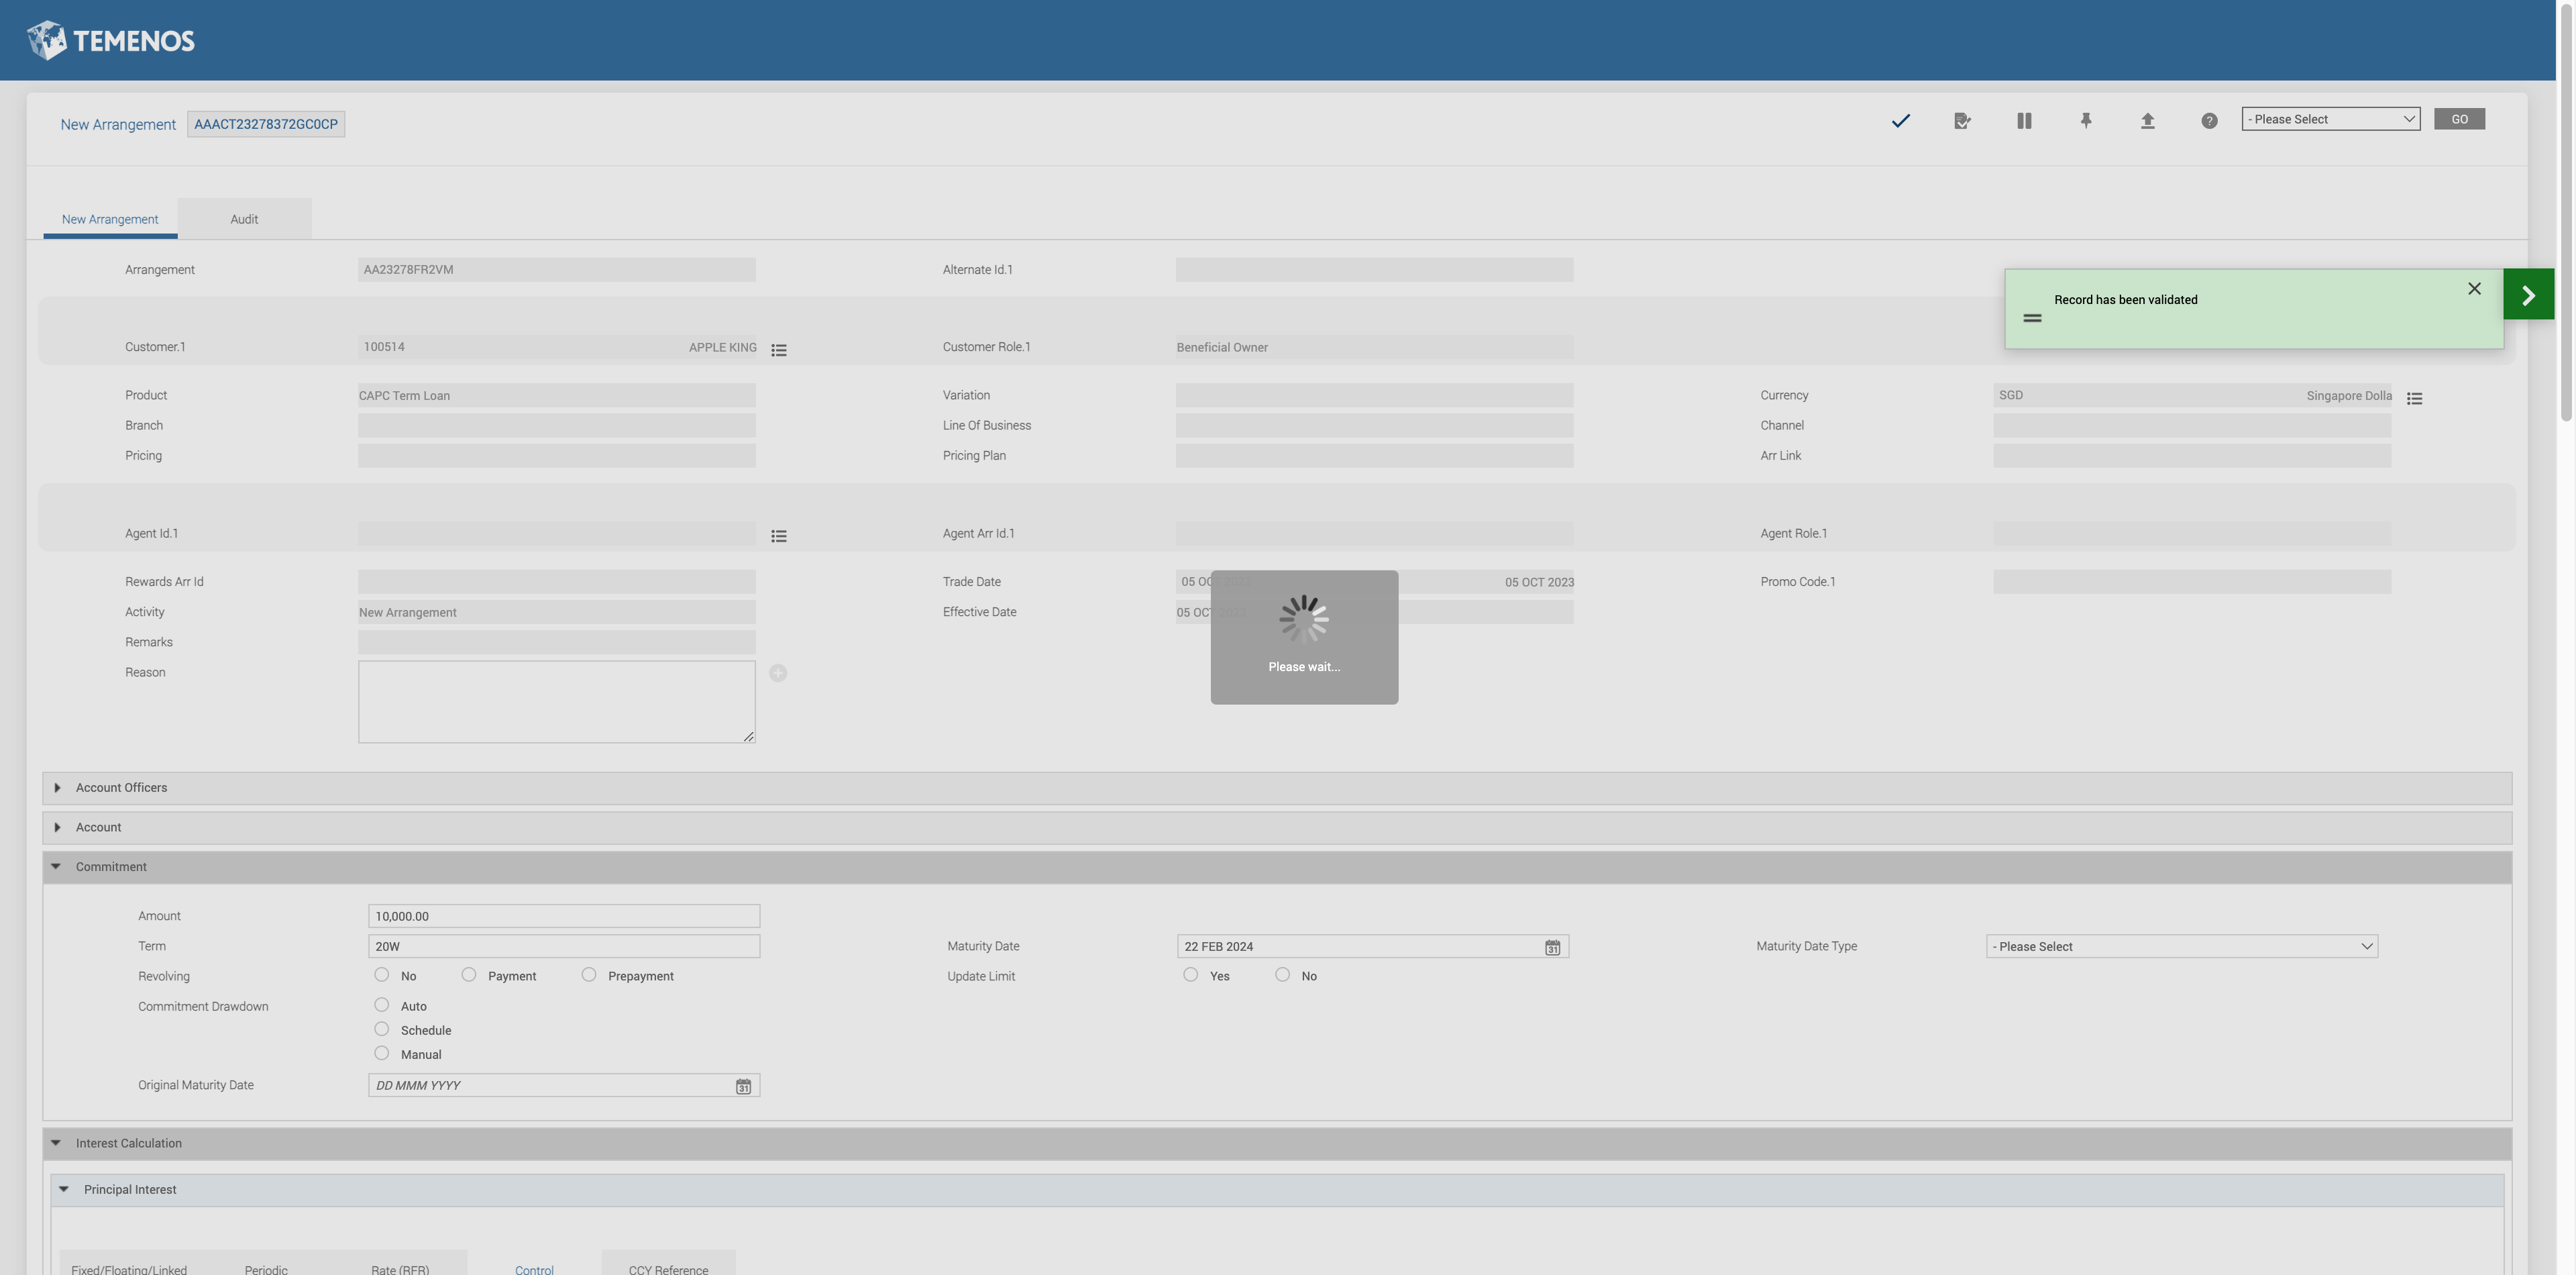 TEMENOS
New Arrangement AAACT23278372GC0CP
- Please Select GO
New Arrangement Audit
Arrangement AA23278FR2VM Alternate Id.1
Record has been validated
Customer.1 100514 APPLE KING Customer Role.1 Beneficial Owner
Product CAPC Term Loan Variation Currency SGD Singapore Dolla
Branch Line Of Business Channel
Pricing Pricing Plan Arr Link
Agent Id.1 Agent Arr Id.1 Agent Role.1
Rewards Arr Id Trade Date 05 OCT 2023 05 OCT 2023 Promo Code.1
Activity New Arrangement Effective Date 05 OCT 2023
Remarks
Please wait...
Reason
Account Officers
Account
Commitment
Amount 10,000.00
Term 20W Maturity Date 22 FEB 2024 Maturity Date Type - Please Select
Revolving No Payment Prepayment Update Limit Yes No
Commitment Drawdown Auto
Schedule
Manual
Original Maturity Date DD MMM YYYY
Interest Calculation
Principal Interest
Fixed/Floating/Linked Periodic Rate (RFR) Control CCY Reference